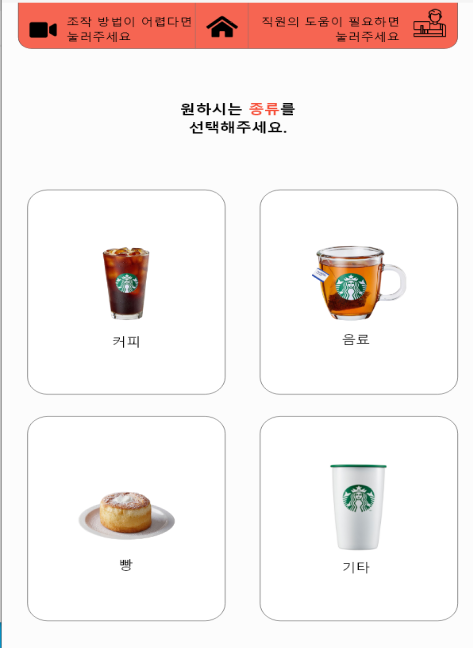 조작 방법이 어렵다면
눌러주세요
직원의 도움이 필요하면
눌러주세요
원하시는 종류를
선택해주세요.
커피
음료
빵
기타